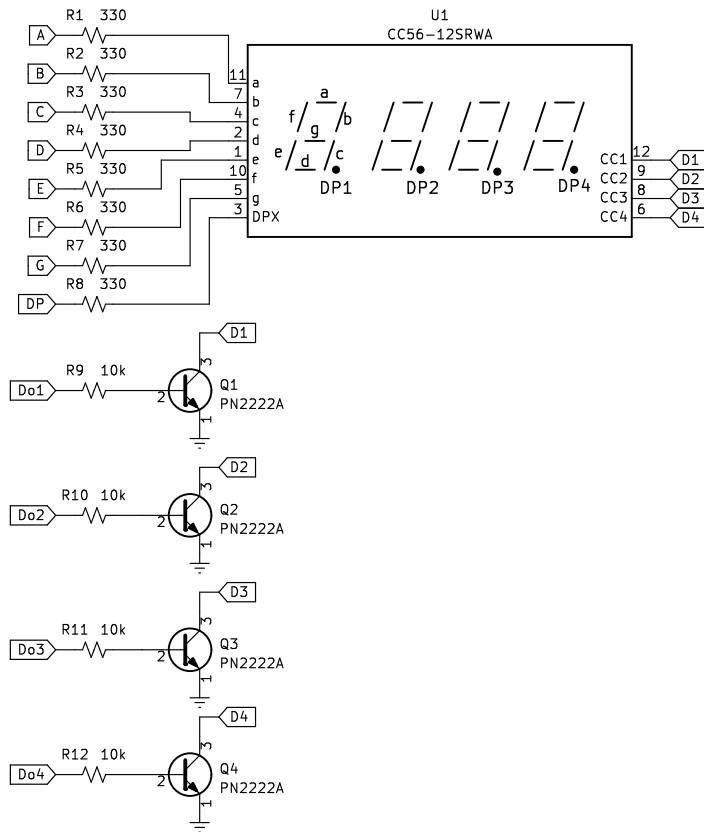 R1 330
A
R2 330
B
R3 330
C
R4 330
D
R5 330
E
R6 330
F
R7 330
G
R8 330
DP
U1
CC56-12SRWA
11 a
7 b
4 c
2 d
1 e
10 f
5 g
3 DPX
a
f
b
g
e
d
c
DP1 DP2 DP3 DP4
CC1 12 D1
CC2 9 D2
CC3 8 D3
CC4 6 D4
D1
3
R9 10k
Do1
2
Q1
PN2222A
1
D2
3
R10 10k
Do2
2
Q2
PN2222A
1
D3
3
R11 10k
Do3
2
Q3
PN2222A
1
D4
3
R12 10k
Do4
2
Q4
PN2222A
1